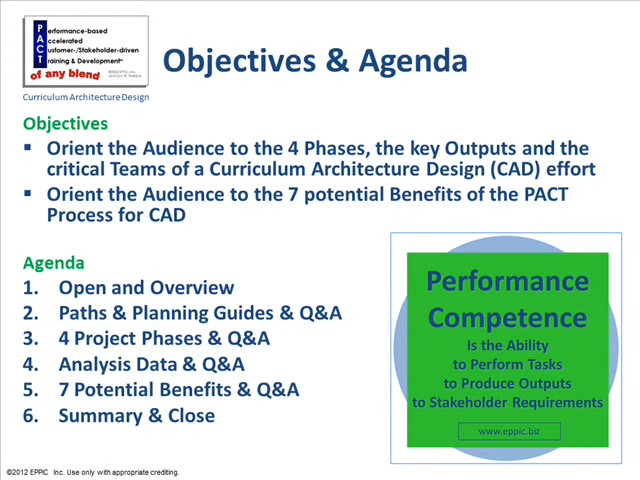 Performance-based
Accelerated
Customer-/Stakeholder-driven
Training & Development
of any blend
Curriculum Architecture Design
Objectives & Agenda
Objectives
▪ Orient the Audience to the 4 Phases, the key Outputs and the
critical Teams of a Curriculum Architecture Design (CAD) effort
▪ Orient the Audience to the 7 potential Benefits of the PACT
Process for CAD
Agenda
1. Open and Overview
2. Paths & Planning Guides & Q&A
3. 4 Project Phases & Q&A
4. Analysis Data & Q&A
5. 7 Potential Benefits & Q&A
6. Summary & Close
Performance
Competence
Is the Ability
to Perform Tasks
to Produce Outputs
to Stakeholder Requirements
www.eppic.biz
©2012 EPPIC Inc. Use only with appropriate crediting.